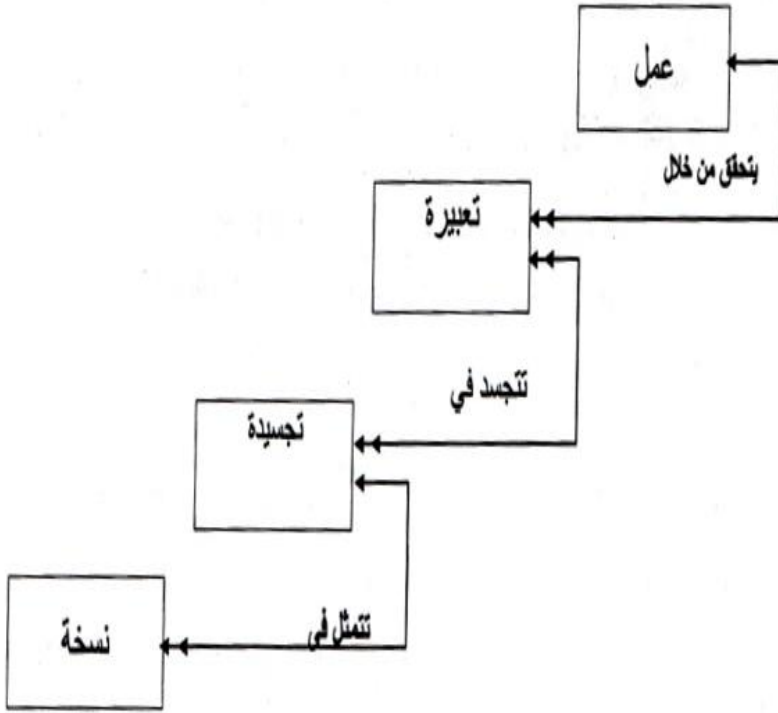 عمل
يتحقق من خلال
تعبيرة
تتجسد في
تجسيدة
تتمثل في
نسخة